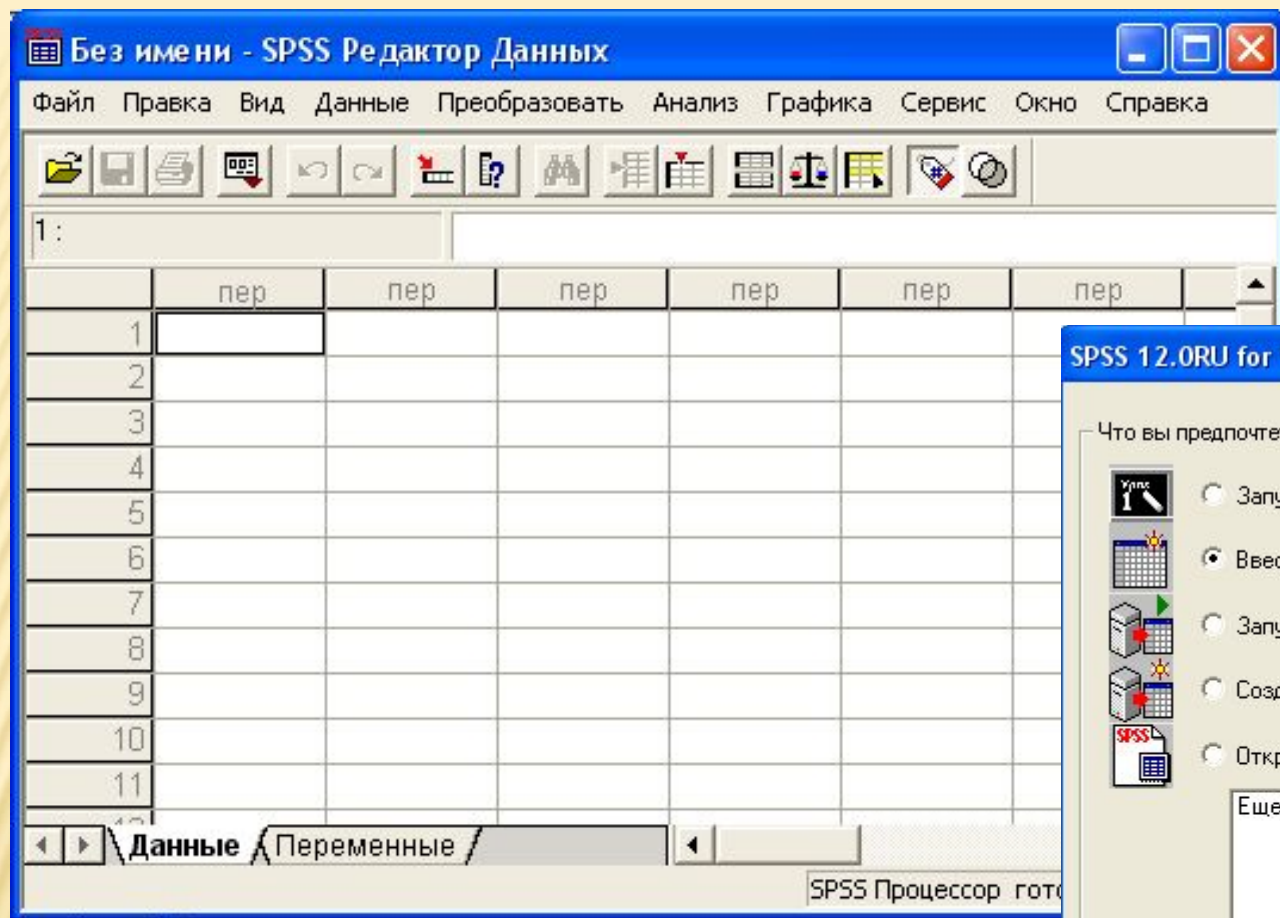 Без имени - SPSS Редактор Данных
Файл Правка Вид Данные Преобразовать Анализ Графика Сервис Окно Справка
1 :
пер пер пер пер пер пер
1
2
3
4
5
6
7
8
9
10
11
Данные Переменные
SPSS Процессор
SPSS 12.0RU for
Что вы
SPSS